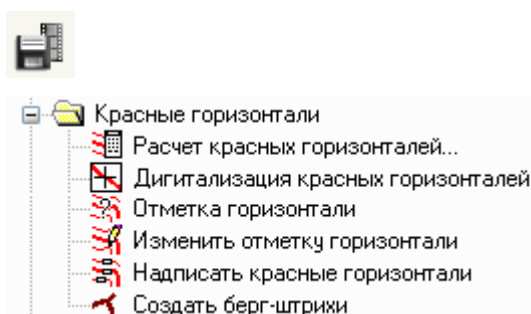 Красные горизонтали
Расчет красных горизонталей...
Дигитализация красных горизонталей
Отметка горизонтали
Изменить отметку горизонтали
Надписать красные горизонтали
Создать берг-штрихи